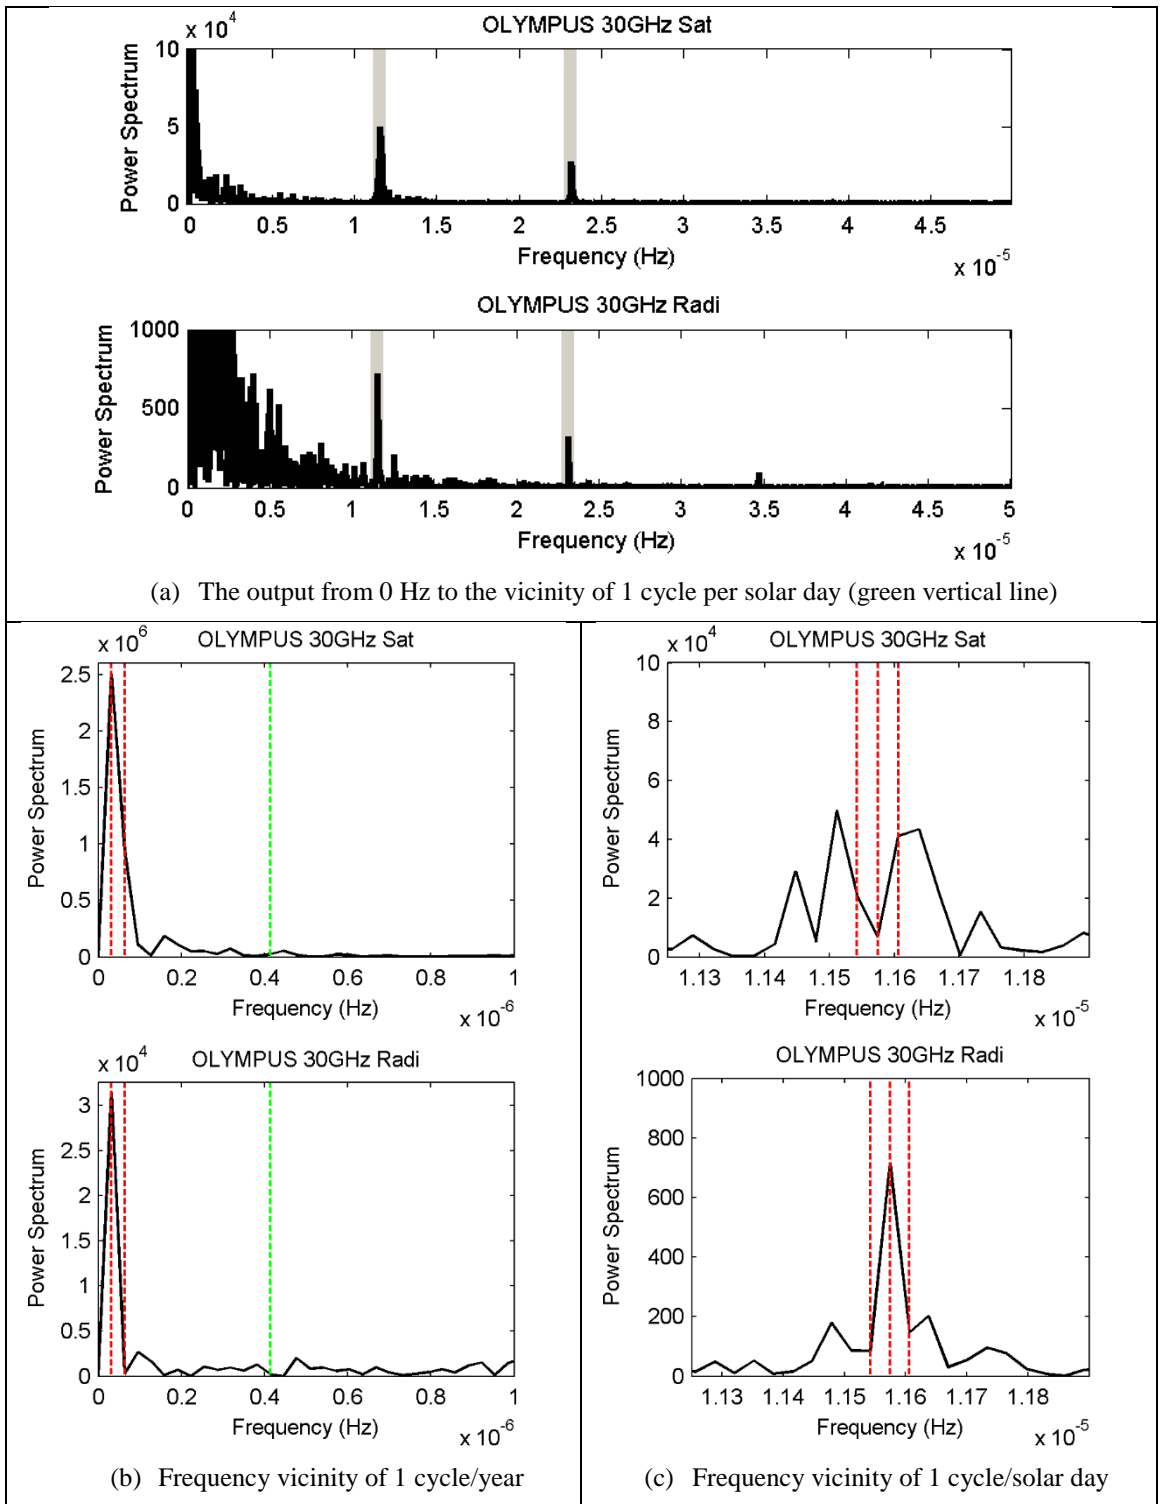 OLYMPUS 30GHz Sat
x 10^4
10
5
0
Power Spectrum
0 0.5 1 1.5 2 2.5 3 3.5 4 4.5
Frequency (Hz)
x 10^-5
OLYMPUS 30GHz Radi
1000
500
0
Power Spectrum
0 0.5 1 1.5 2 2.5 3 3.5 4 4.5 5
Frequency (Hz)
x 10^-5
(a) The output from 0 Hz to the vicinity of 1 cycle per solar day (green vertical line)
x 10^6
OLYMPUS 30GHz Sat
2.5
2
1.5
1
0.5
0
Power Spectrum
0 0.2 0.4 0.6 0.8 1
Frequency (Hz)
x 10^-6
x 10^4
OLYMPUS 30GHz Radi
3
2.5
2
1.5
1
0.5
0
Power Spectrum
0 0.2 0.4 0.6 0.8 1
Frequency (Hz)
x 10^-6
(b) Frequency vicinity of 1 cycle/year
x 10^4
OLYMPUS 30GHz Sat
10
8
6
4
2
0
Power Spectrum
1.13 1.14 1.15 1.16 1.17 1.18
Frequency (Hz)
x 10^-5
OLYMPUS 30GHz Radi
1000
800
600
400
200
0
Power Spectrum
1.13 1.14 1.15 1.16 1.17 1.18
Frequency (Hz)
x 10^-5
(c) Frequency vicinity of 1 cycle/solar day